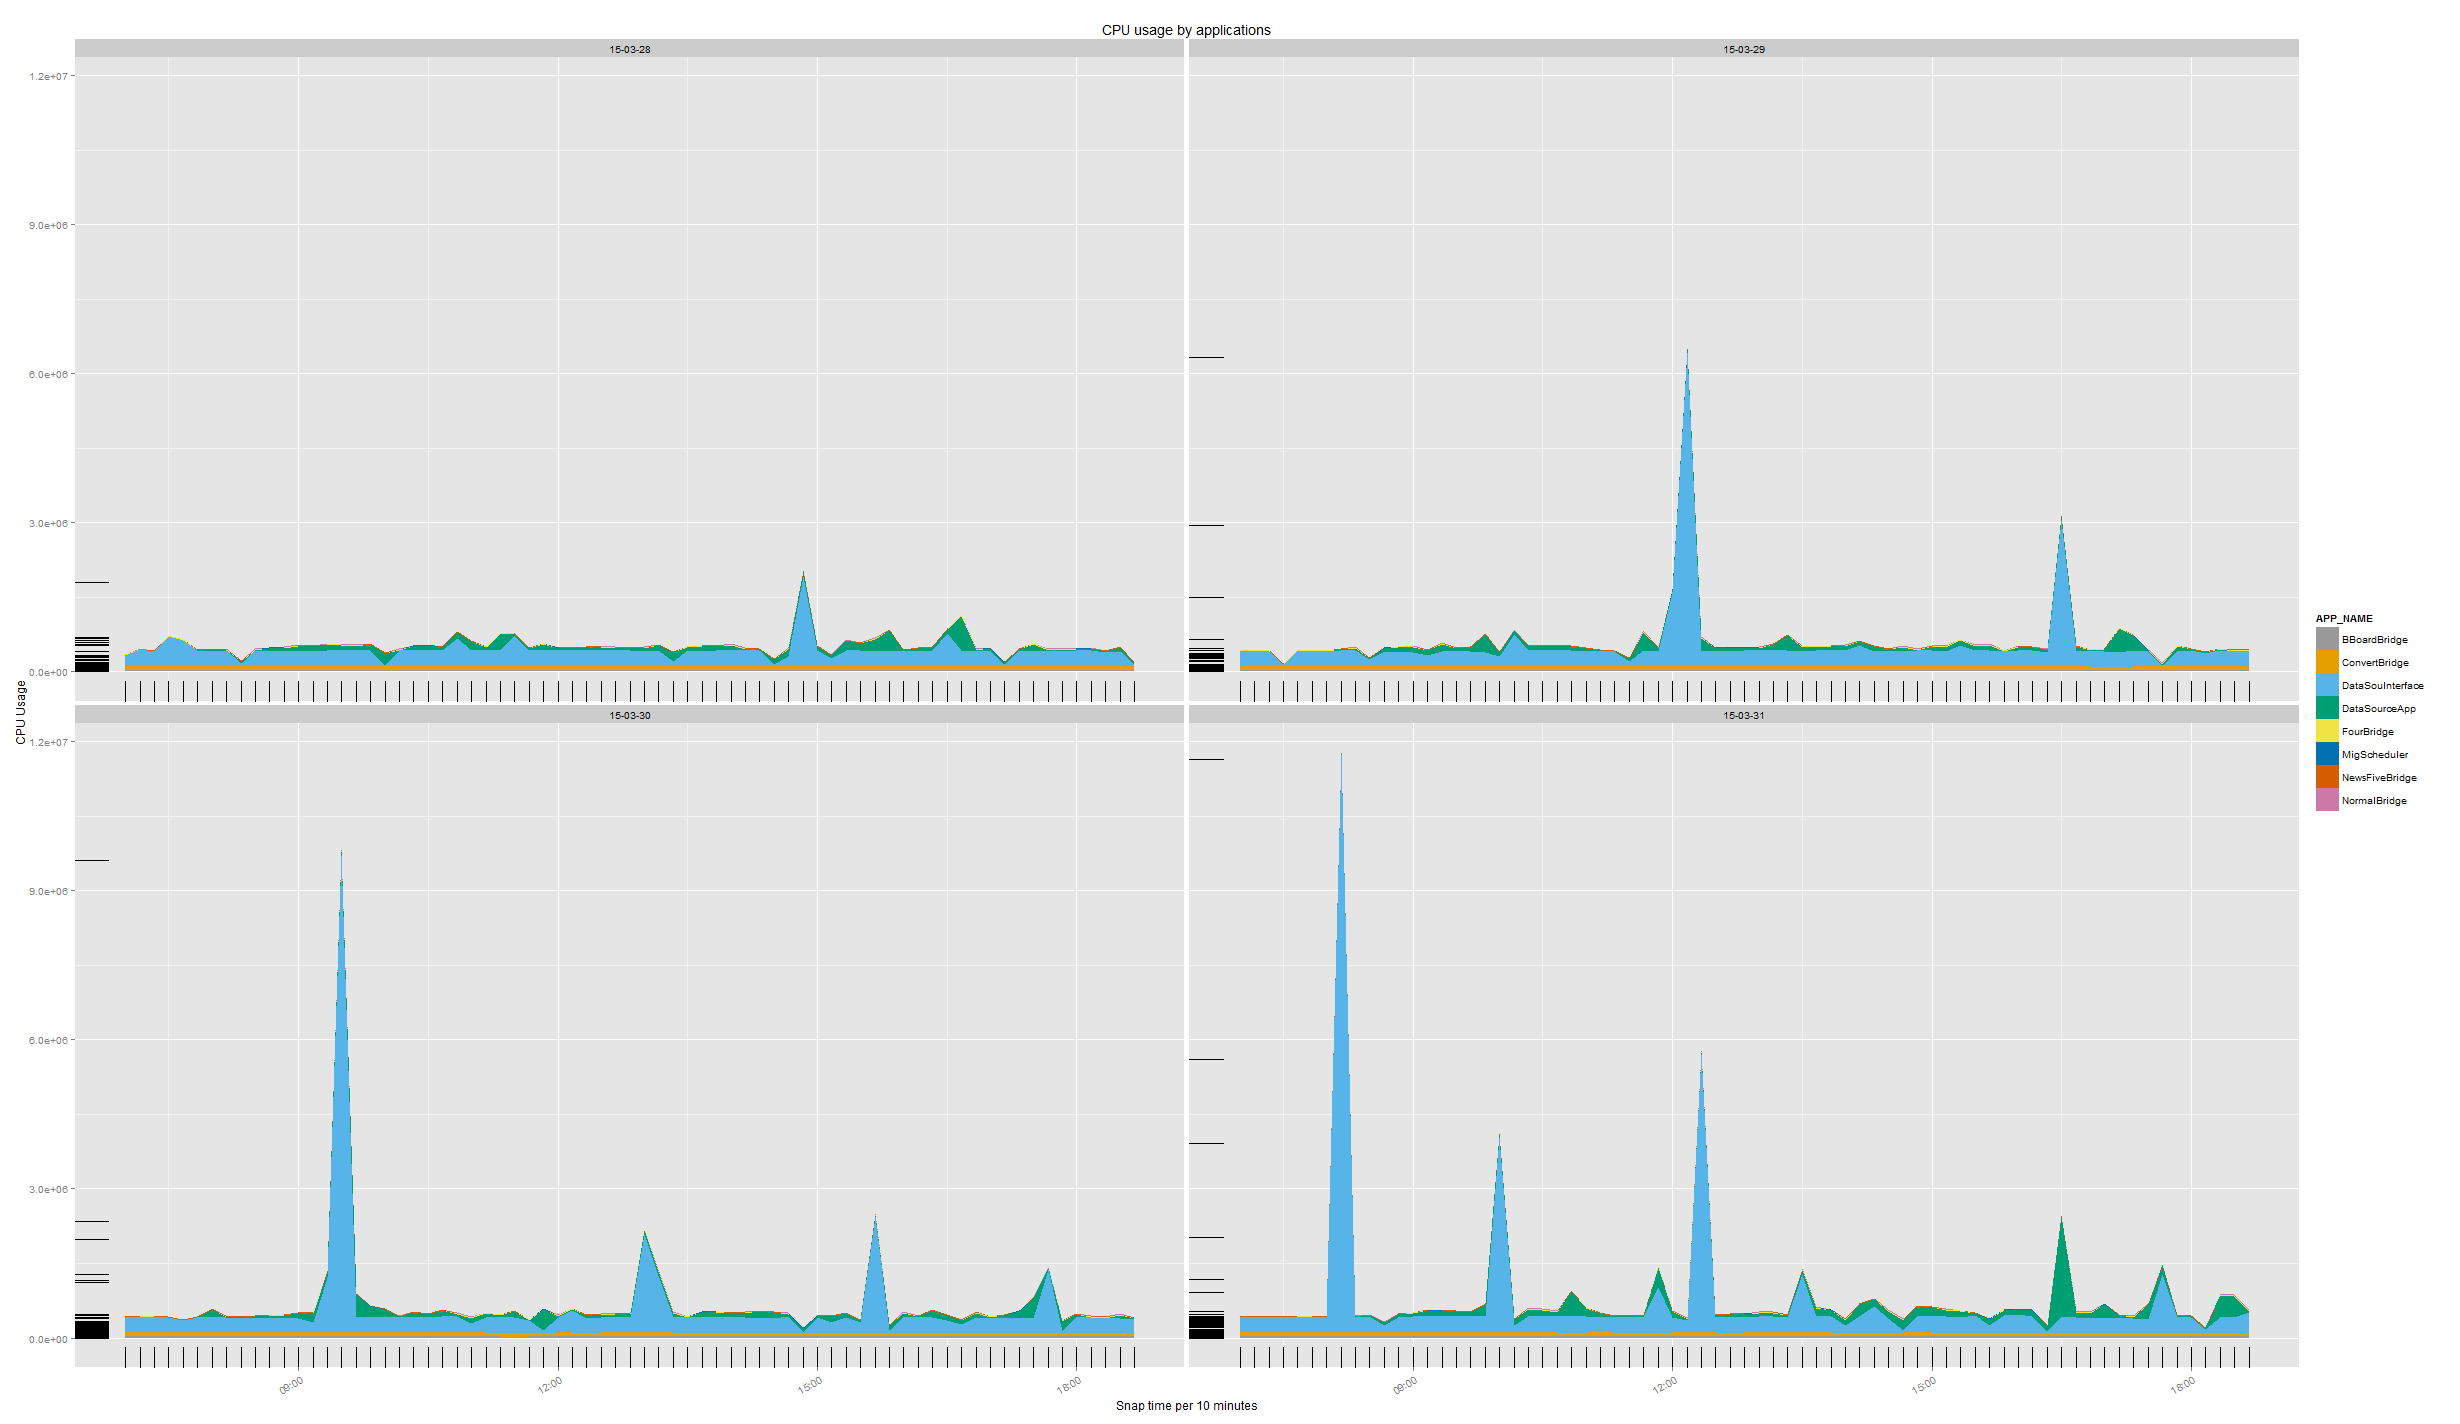 CPU usage by applications
15-03-28
15-03-29
1.2e+07
9.0e+06
6.0e+06
3.0e+06
0.0e+00
CPU Usage
15-03-30
15-03-31
1.2e+07
9.0e+06
6.0e+06
3.0e+06
0.0e+00
09:00
12:00
15:00
18:00
09:00
12:00
15:00
18:00
Snap time per 10 minutes
APP_NAME
BBoardBridge
ConvertBridge
DataSouInterface
DataSourceApp
FourBridge
MigScheduler
NewsFiveBridge
NormalBridge